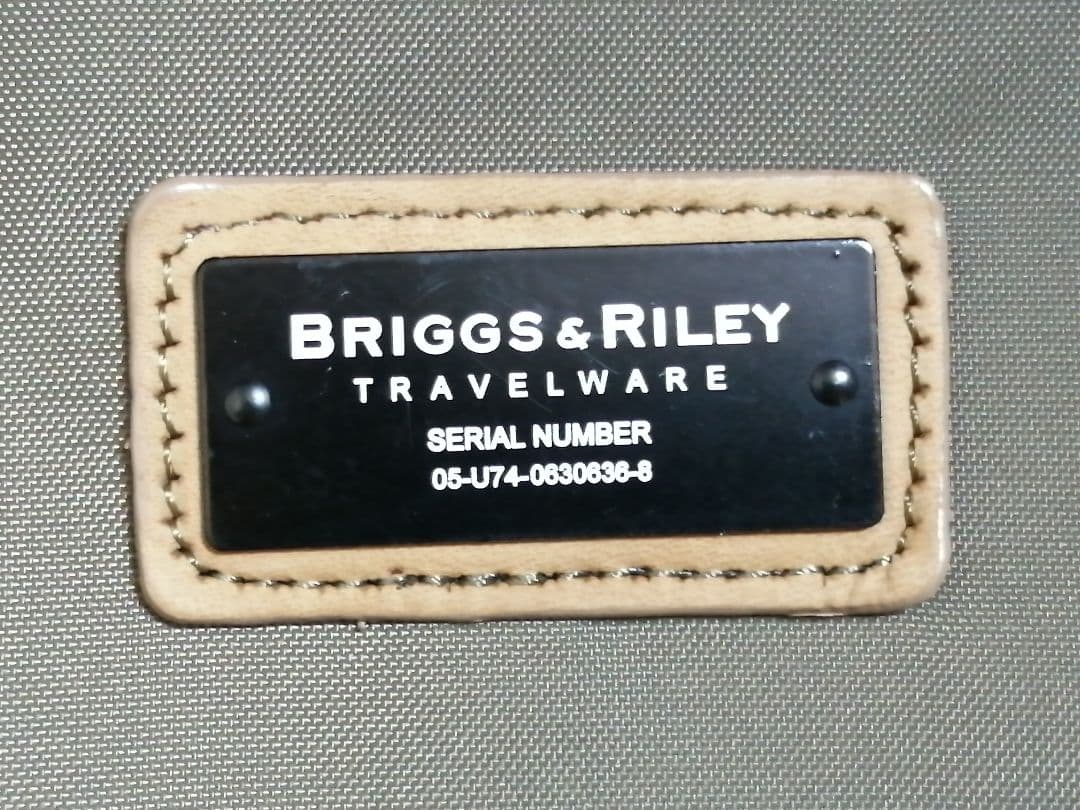 BRIGGS & RILEY
TRAVELWARE
SERIAL NUMBER
05-U74-0630636-8